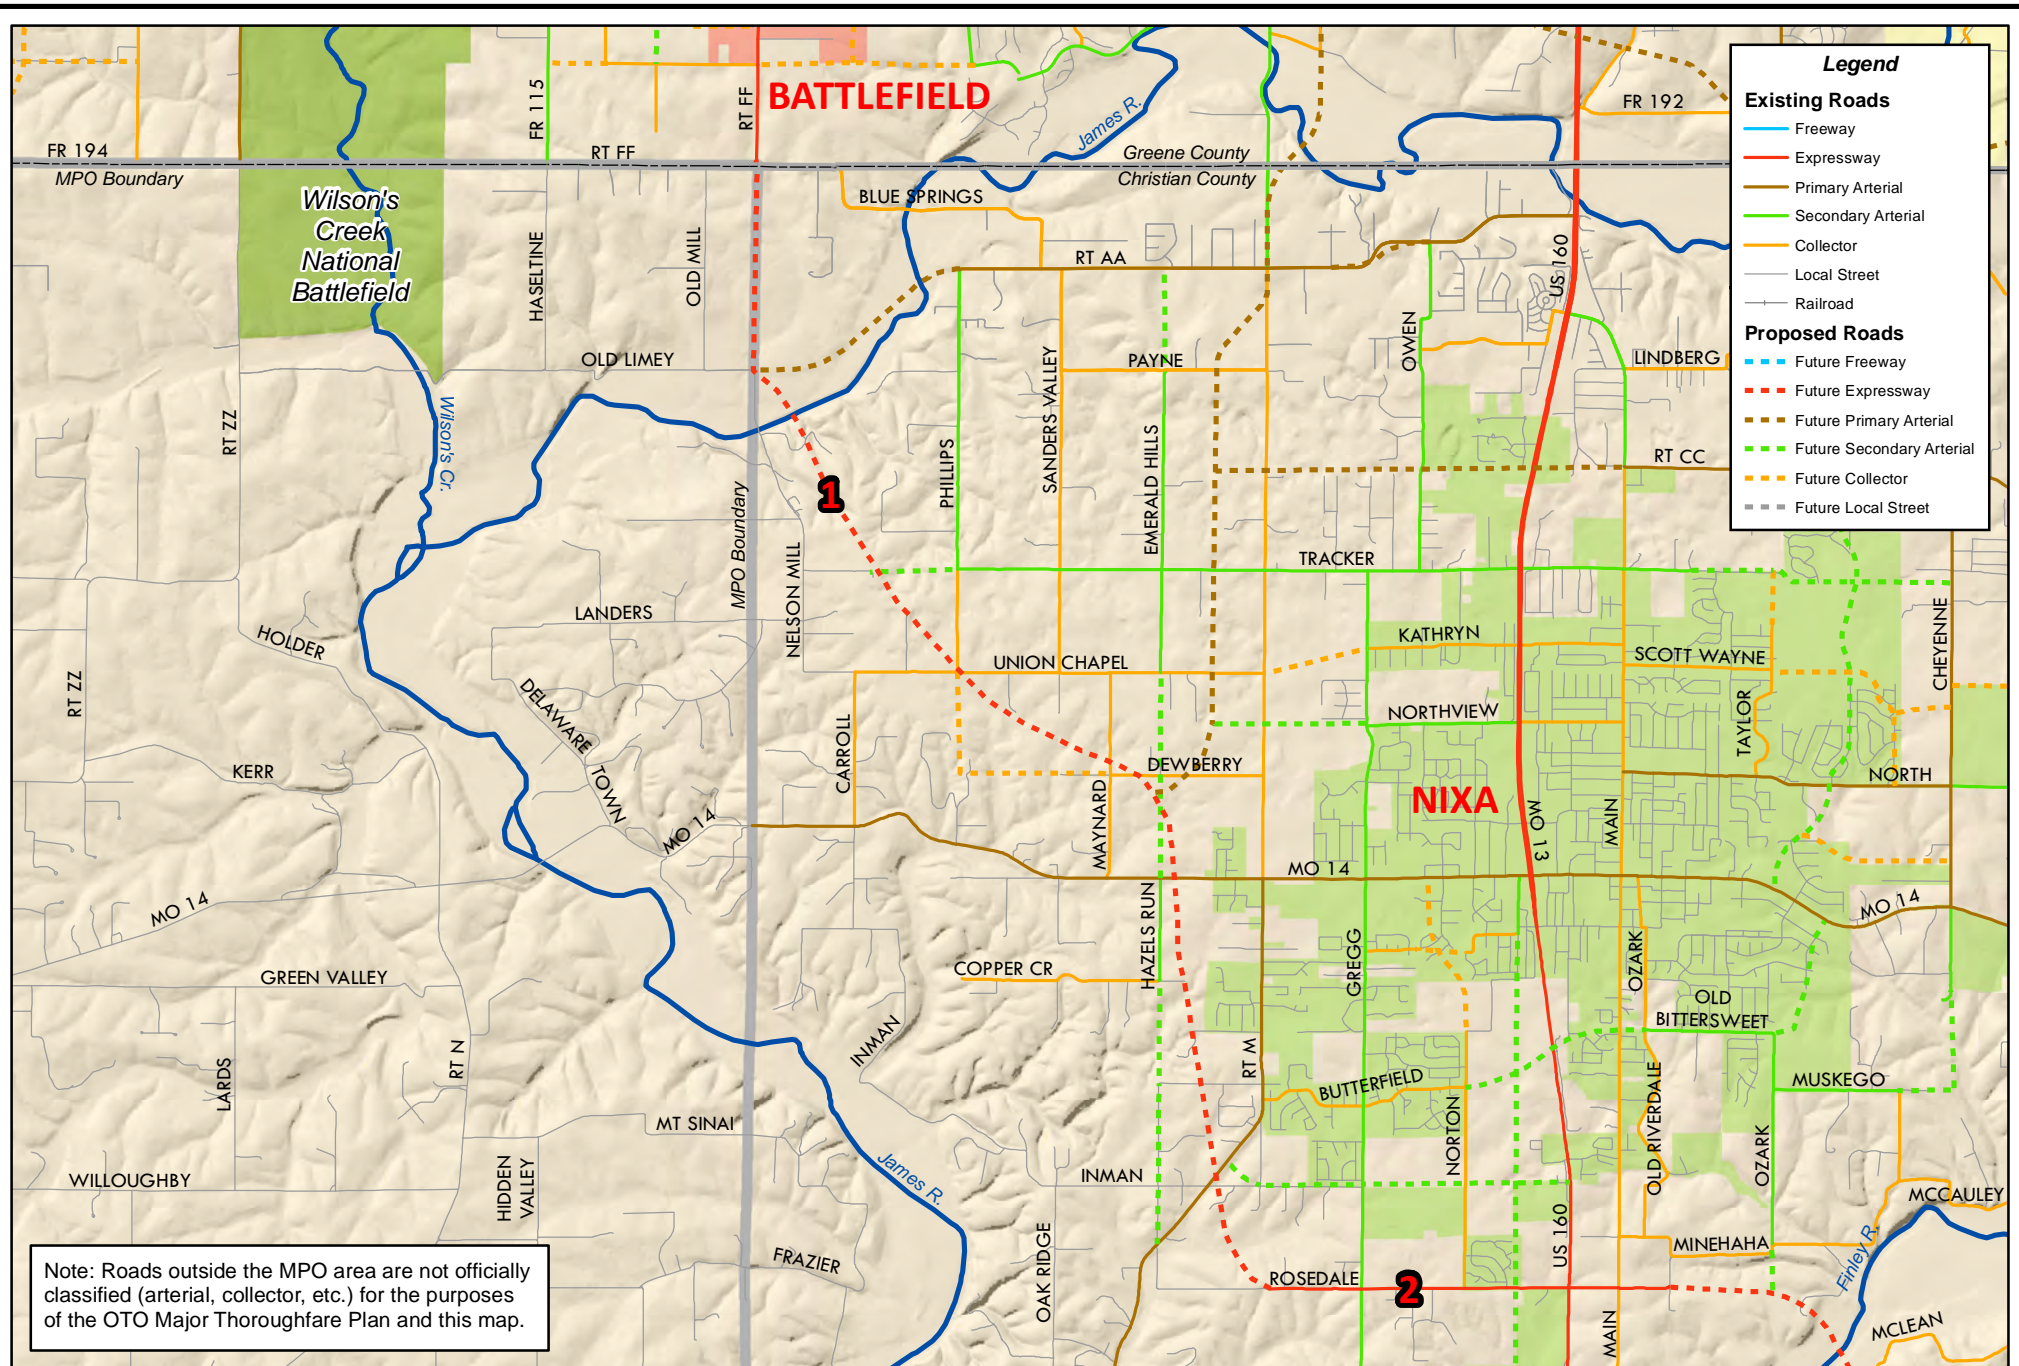 BATTLEFIELD
FR 115
RT FF
James R.
FR 192
FR 194
MPO Boundary
RT FF
Greene County
Christian County
Wilson's
Creek
National
Battlefield
BLUE SPRINGS
HASELTINE
OLD MILL
RT AA
US 160
OWEN
OLD LIMEY
SANDERS VALLEY
PAYNE
LINDBERG
RT ZZ
Wilson's Cr.
PHILLIPS
EMERALD HILLS
RT CC
MPO Boundary
1
NELSON MILL
TRACKER
LANDERS
HOLDER
KATHRYN
SCOTT WAYNE
CHEYENNE
UNION CHAPEL
RT ZZ
DELAWARE
TOWN
CARROLL
NORTHVIEW
TAYLOR
KERR
DEWBERRY
NORTH
NIXA
MAYNARD
MO 14
MO 13
MAIN
MO 14
MO 14
MO 14
HAZELS RUN
GREGG
OZARK
COPPER CR
GREEN VALLEY
OLD
BITTERSWEET
INMAN
RT N
RT M
LARDS
BUTTERFIELD
MUSKEGO
MT SINAI
NORTON
OLD RIVERDALE
OZARK
James R.
INMAN
WILLOUGHBY
HIDDEN
VALLEY
MCCAULEY
OAK RIDGE
US 160
MINEHAHA
Finley R.
FRAZIER
ROSEDALE
2
MAIN
MCLEAN
Legend
Existing Roads
Freeway
Expressway
Primary Arterial
Secondary Arterial
Collector
Local Street
Railroad
Proposed Roads
Future Freeway
Future Expressway
Future Primary Arterial
Future Secondary Arterial
Future Collector
Future Local Street
Note: Roads outside the MPO area are not officially
classified (arterial, collector, etc.) for the purposes
of the OTO Major Thoroughfare Plan and this map.